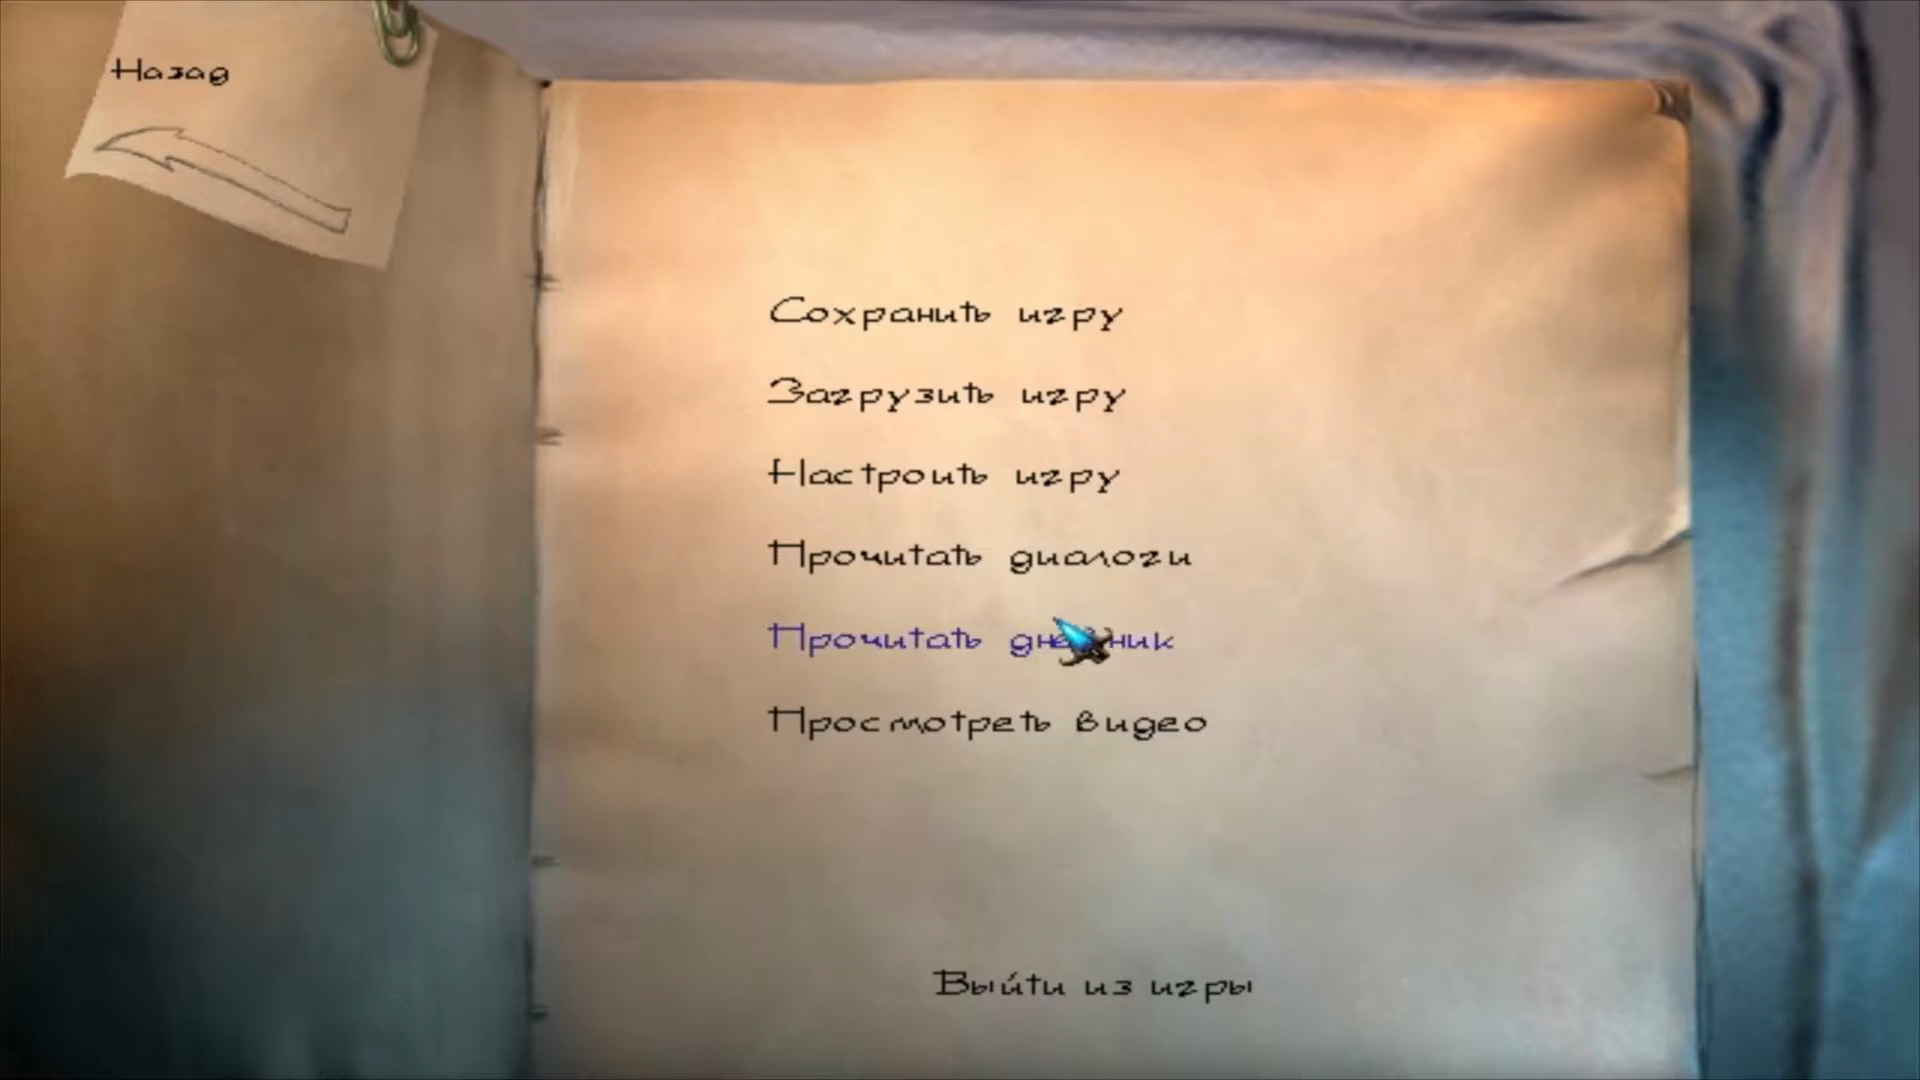 Назад
Сохранить игру
Загрузить игру
Настроить игру
Прочитать диалоги
Прочитать дневник
Просмотреть видео
Выйти из игры